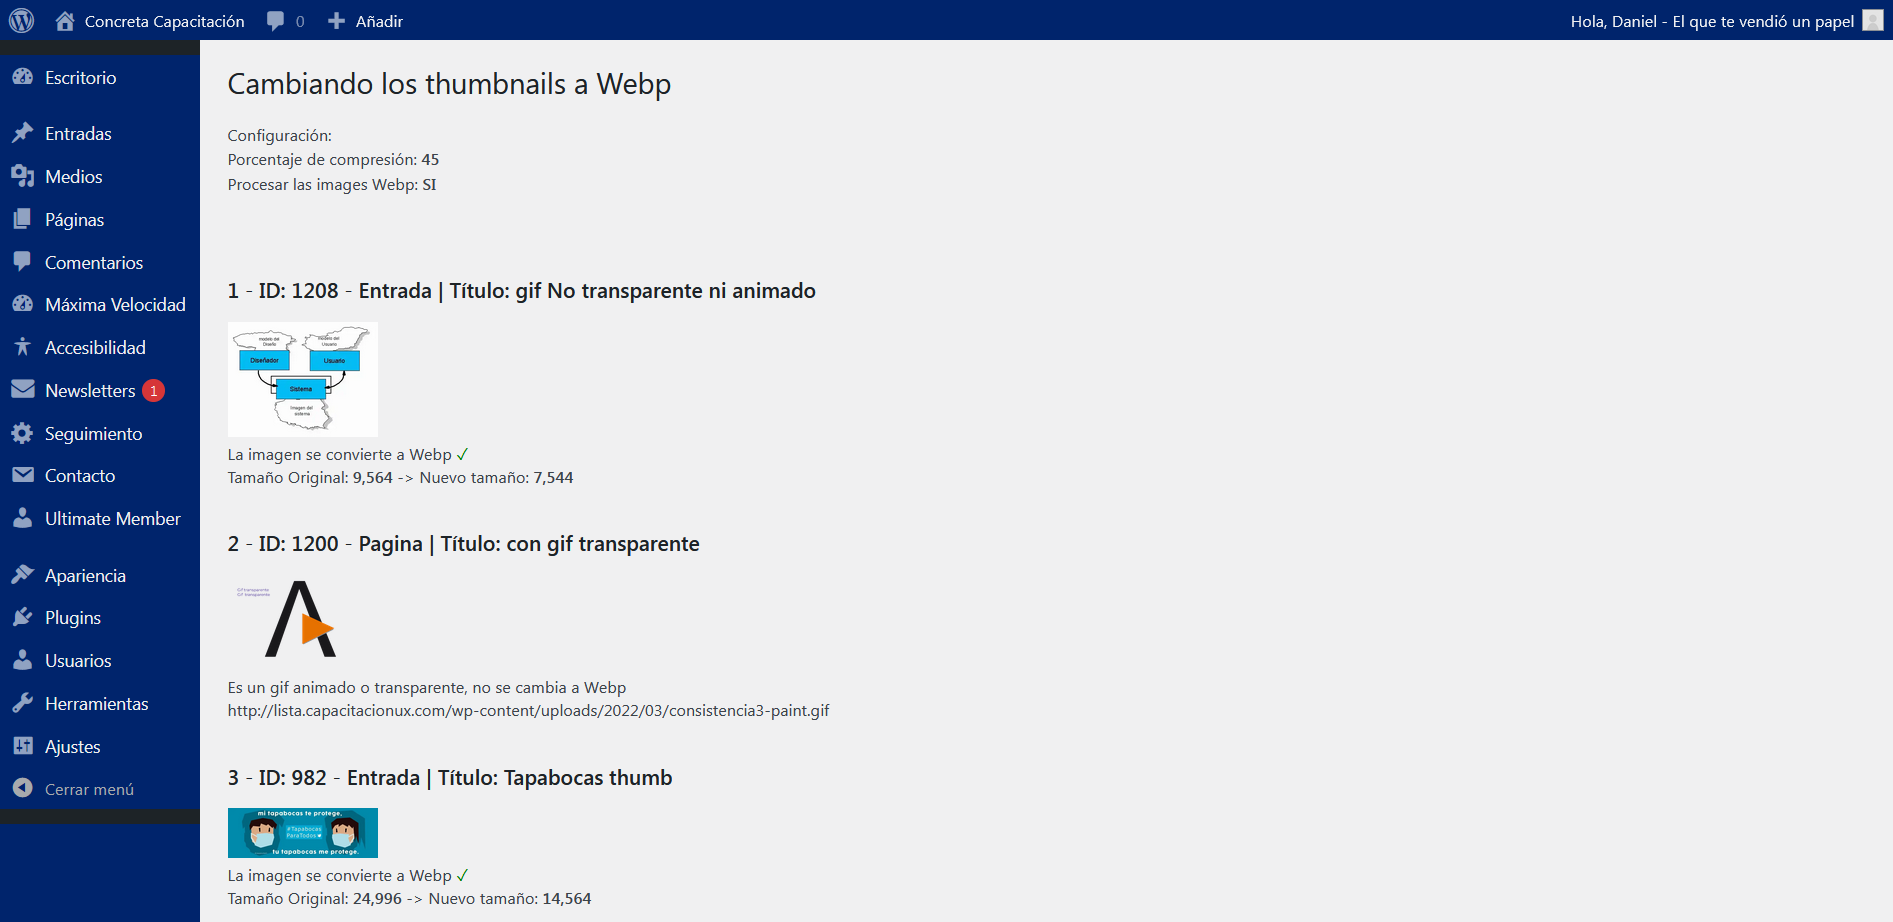 Concreta Capacitación
0
Añadir
Hola, Daniel - El que te vendió un papel
Escritorio
Entradas
Medios
Páginas
Comentarios
Máxima Velocidad
Accesibilidad
Newsletters 1
Seguimiento
Contacto
Ultimate Member
Apariencia
Plugins
Usuarios
Herramientas
Ajustes
Cerrar menú
Cambiando los thumbnails a Webp
Configuración:
Porcentaje de compresión: 45
Procesar las images Webp: SI
1 - ID: 1208 - Entrada | Título: gif No transparente ni animado
modelo del
Diseño
modelo del
Usuario
Diseñador
Usuario
Sistema
Imagen del
sistema
La imagen se convierte a Webp ✓
Tamaño Original: 9,564 -> Nuevo tamaño: 7,544
2 - ID: 1200 - Pagina | Título: con gif transparente
Gif transparente
Gif transparente
Es un gif animado o transparente, no se cambia a Webp
http://lista.capacitacionux.com/wp-content/uploads/2022/03/consistencia3-paint.gif
3 - ID: 982 - Entrada | Título: Tapabocas thumb
mi tapabocas te protege,
#Tapabocas
ParaTodos
tu tapabocas me protege.
La imagen se convierte a Webp ✓
Tamaño Original: 24,996 -> Nuevo tamaño: 14,564